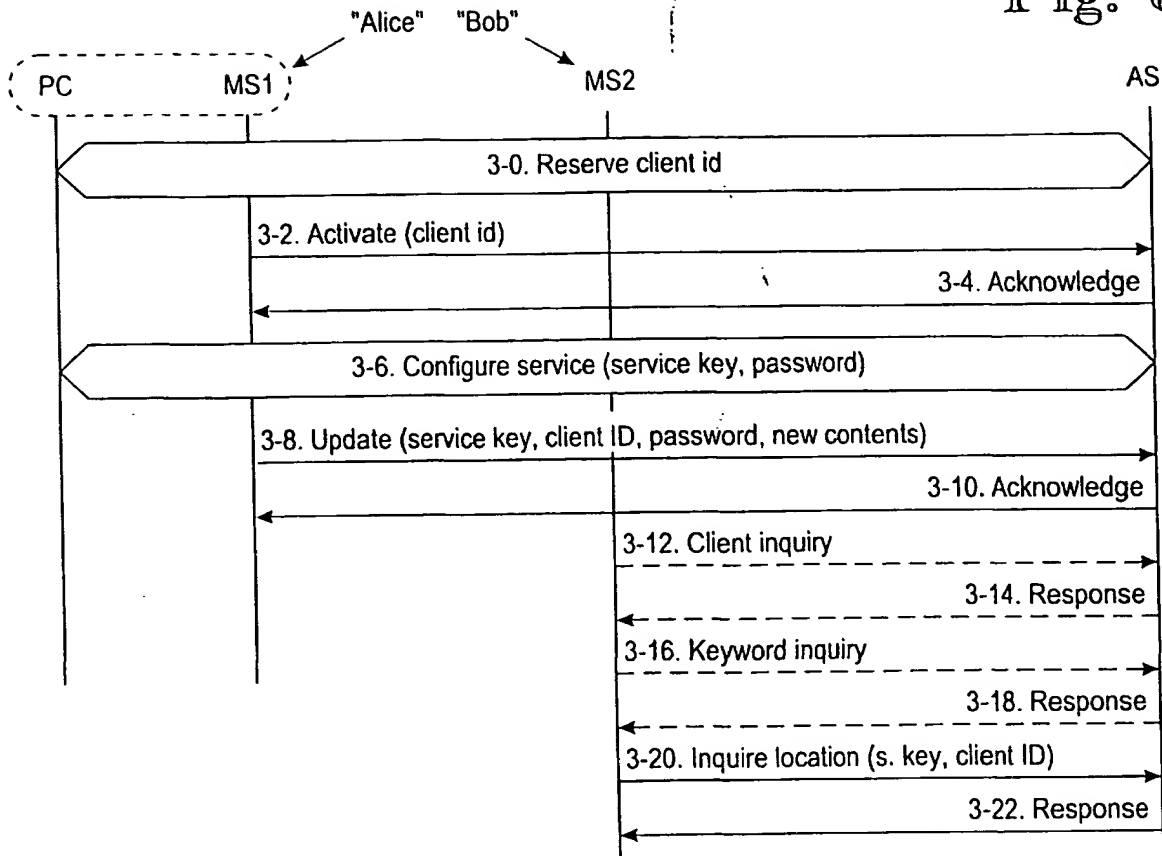 Fig.
"Alice" "Bob"
PC MS1 MS2 AS
3-0. Reserve client id
3-2. Activate (client id)
3-4. Acknowledge
3-6. Configure service (service key, password)
3-8. Update (service key, client ID, password, new contents)
3-10. Acknowledge
3-12. Client inquiry
3-14. Response
3-16. Keyword inquiry
3-18. Response
3-20. Inquire location (s. key, client ID)
3-22. Response